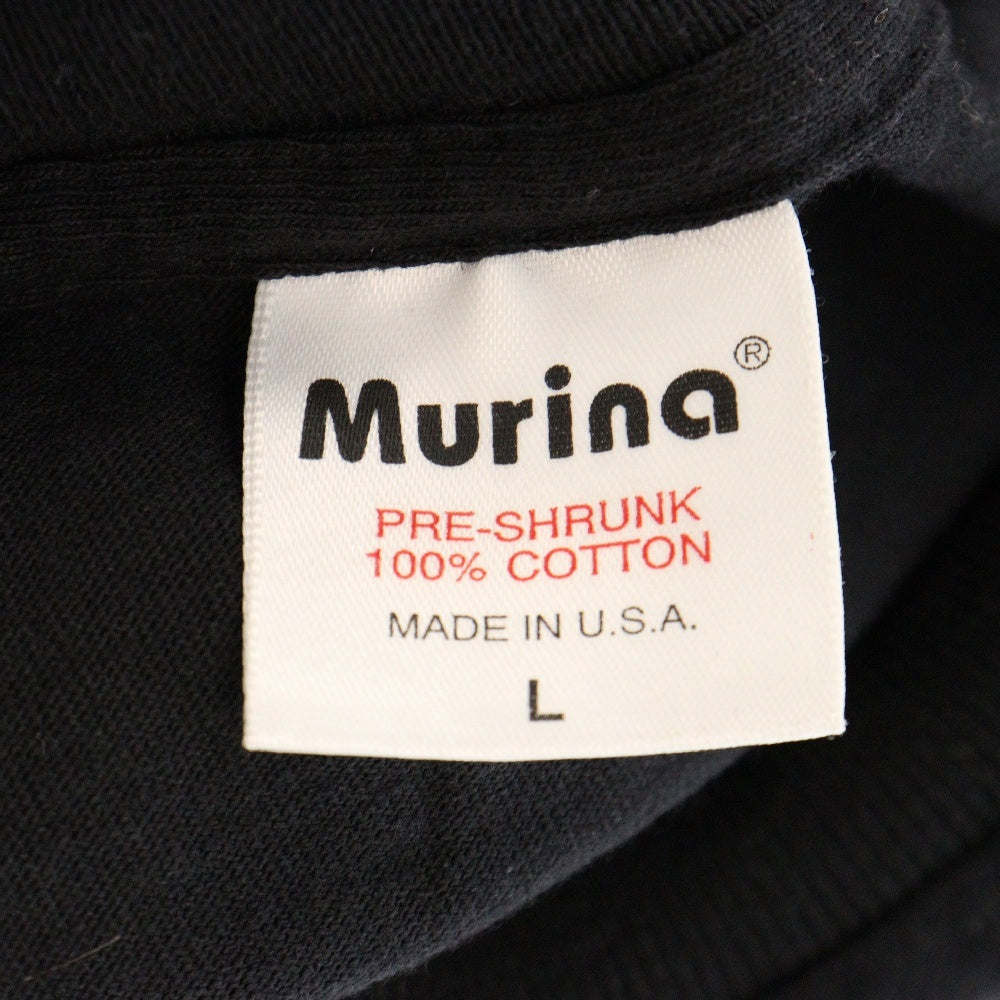 Murina®
PRE-SHRUNK
100% COTTON
MADE IN U.S.A.
L